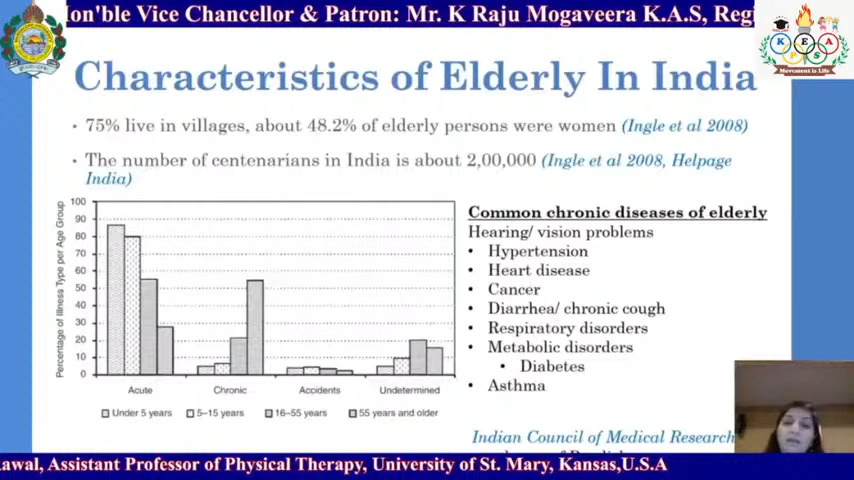 Hon'ble Vice Chancellor & Patron: Mr. K Raju Mogaveera K.A.S, Regi
K E A
P S
Movement is Life
Characteristics of Elderly In India
• 75% live in villages, about 48.2% of elderly persons were women (Ingle et al 2008)
• The number of centenarians in India is about 2,00,000 (Ingle et al 2008, Helpage
India)
Percentage of Illness Type per Age Group
100
90
80
70
60
50
40
30
20
10
0
Acute Chronic Accidents Undetermined
Under 5 years 5–15 years 16–55 years 55 years and older
Common chronic diseases of elderly
Hearing/ vision problems
• Hypertension
• Heart disease
• Cancer
• Diarrhea/ chronic cough
• Respiratory disorders
• Metabolic disorders
• Diabetes
• Asthma
Indian Council of Medical Research
awal, Assistant Professor of Physical Therapy, University of St. Mary, Kansas,U.S.A